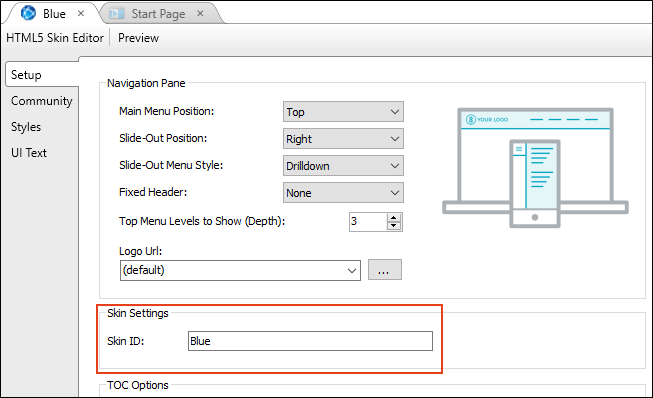 Blue × Start Page ×
HTML5 Skin Editor Preview
Setup
Community
Styles
UI Text
Navigation Pane
Main Menu Position: Top
Slide-Out Position: Right
Slide-Out Menu Style: Drilldown
Fixed Header: None
Top Menu Levels to Show (Depth): 3
Logo Url:
(default) ...
YOUR LOGO
Skin Settings
Skin ID: Blue
TOC Options